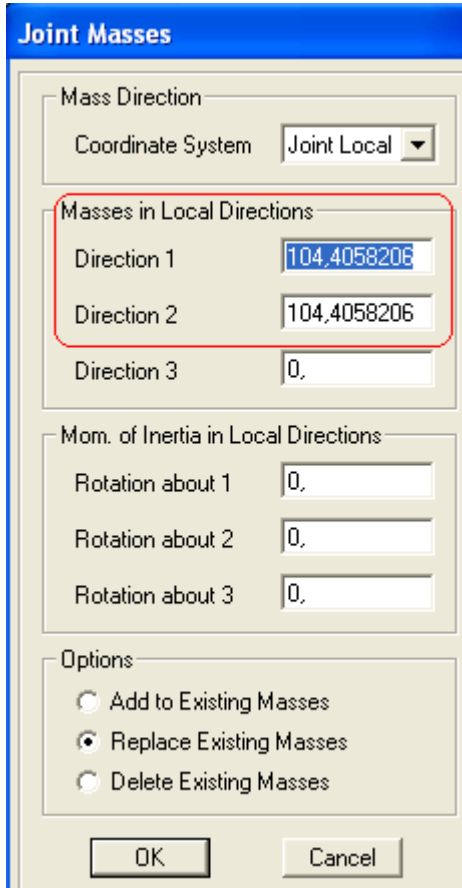 Joint Masses
Mass Direction
Coordinate System Joint Local
Masses in Local Directions
Direction 1 104,4058206
Direction 2 104,4058206
Direction 3 0,
Mom. of Inertia in Local Directions
Rotation about 1 0,
Rotation about 2 0,
Rotation about 3 0,
Options
Add to Existing Masses
Replace Existing Masses
Delete Existing Masses
OK Cancel